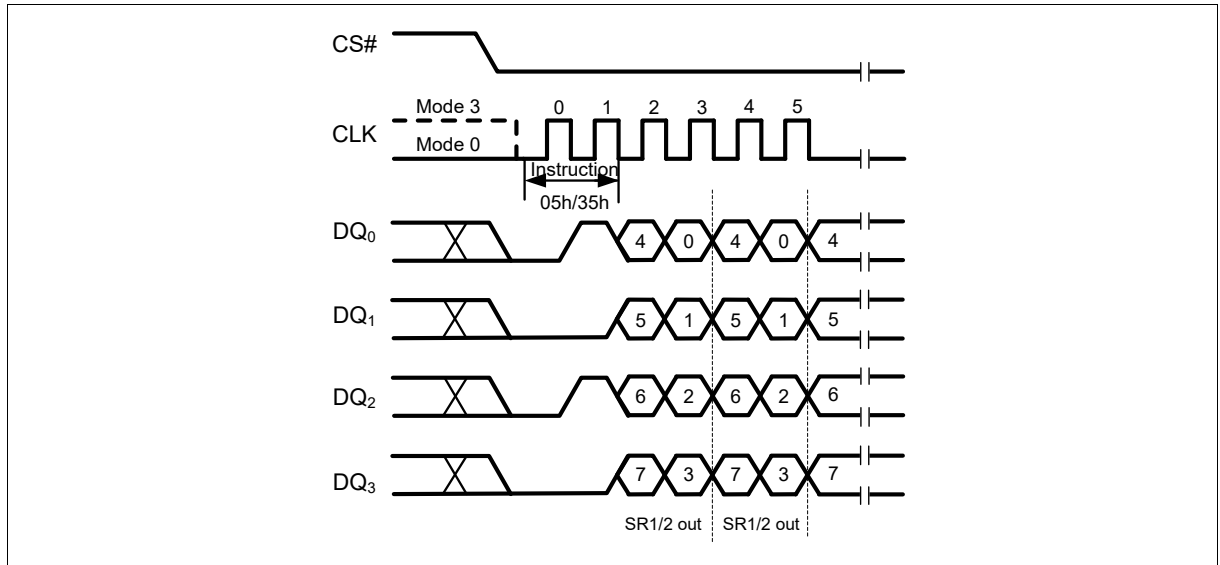 CS#
Mode 3 0 1 2 3 4 5
CLK
Mode 0
Instruction
05h/35h
DQ0 4 0 4 0 4
DQ1 5 1 5 1 5
DQ2 6 2 6 2 6
DQ3 7 3 7 3 7
SR1/2 out SR1/2 out